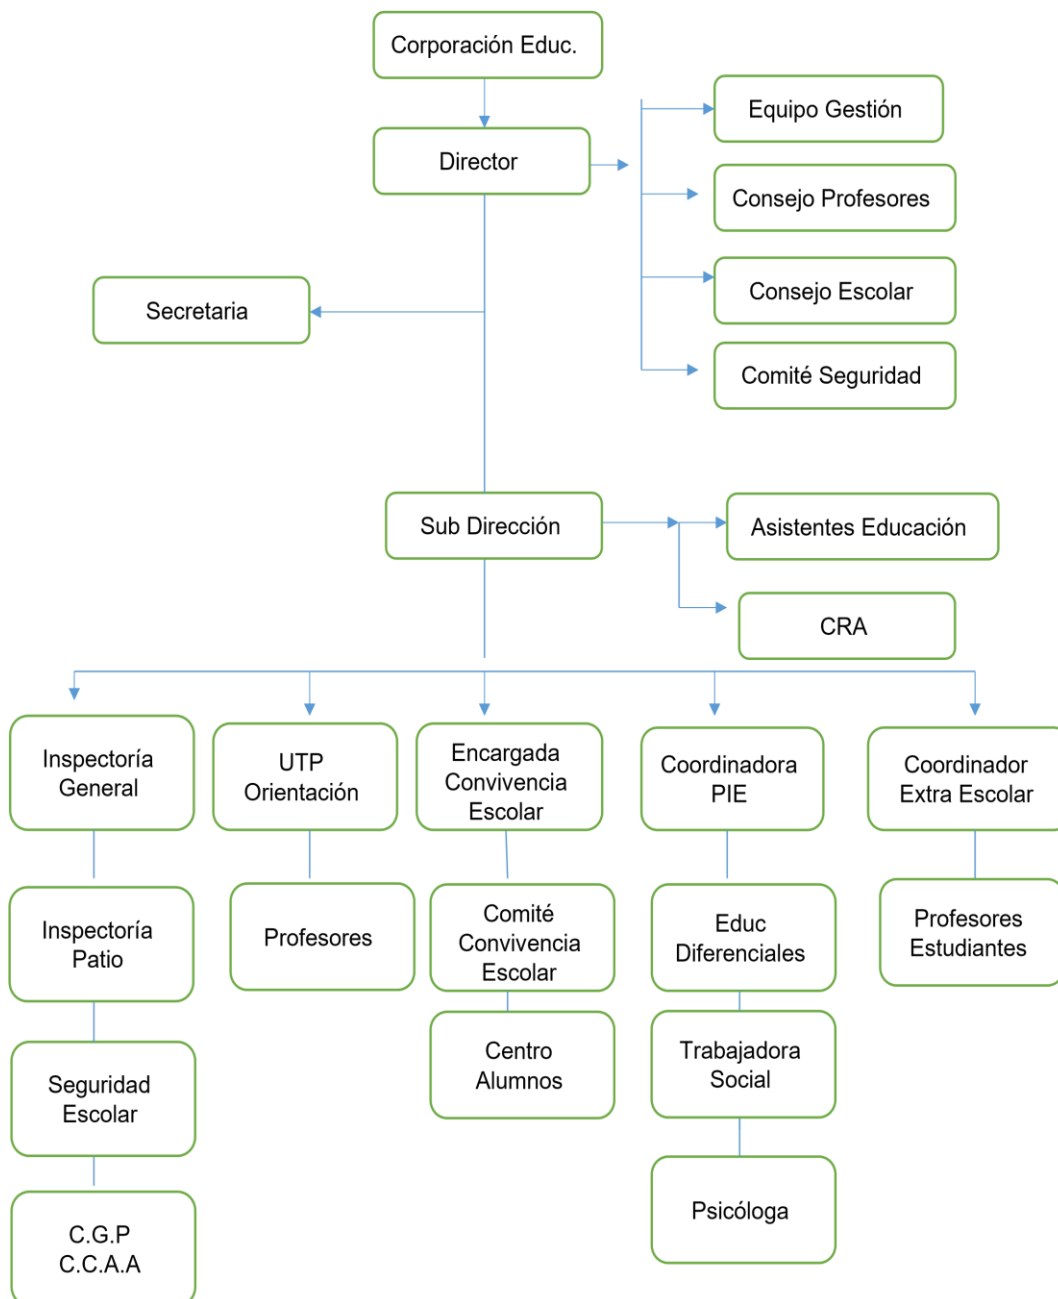 Corporación Educ.
Equipo Gestión
Director
Consejo Profesores
Consejo Escolar
Secretaria
Comité Seguridad
Sub Dirección
Asistentes Educación
CRA
Inspectoría
General
UTP
Orientación
Encargada
Convivencia
Escolar
Coordinadora
PIE
Coordinador
Extra Escolar
Inspectoría
Patio
Profesores
Comité
Convivencia
Escolar
Educ
Diferenciales
Profesores
Estudiantes
Seguridad
Escolar
Centro
Alumnos
Trabajadora
Social
C.G.P
C.C.A.A
Psicóloga